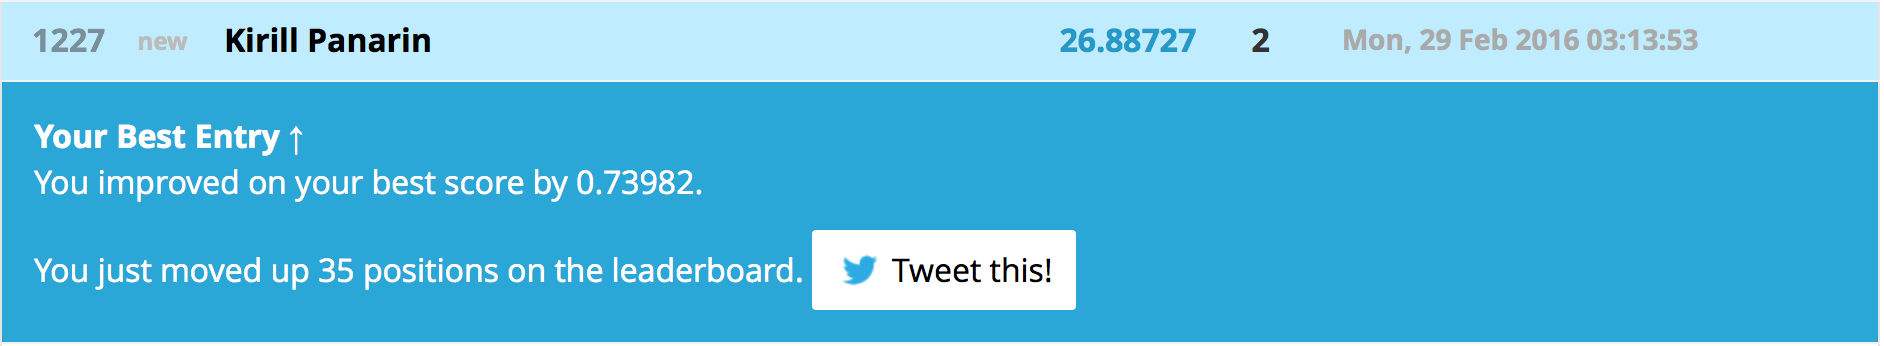 1227 new Kirill Panarin 26.88727 2 Mon, 29 Feb 2016 03:13:53
Your Best Entry ↑
You improved on your best score by 0.73982.
You just moved up 35 positions on the leaderboard. Tweet this!